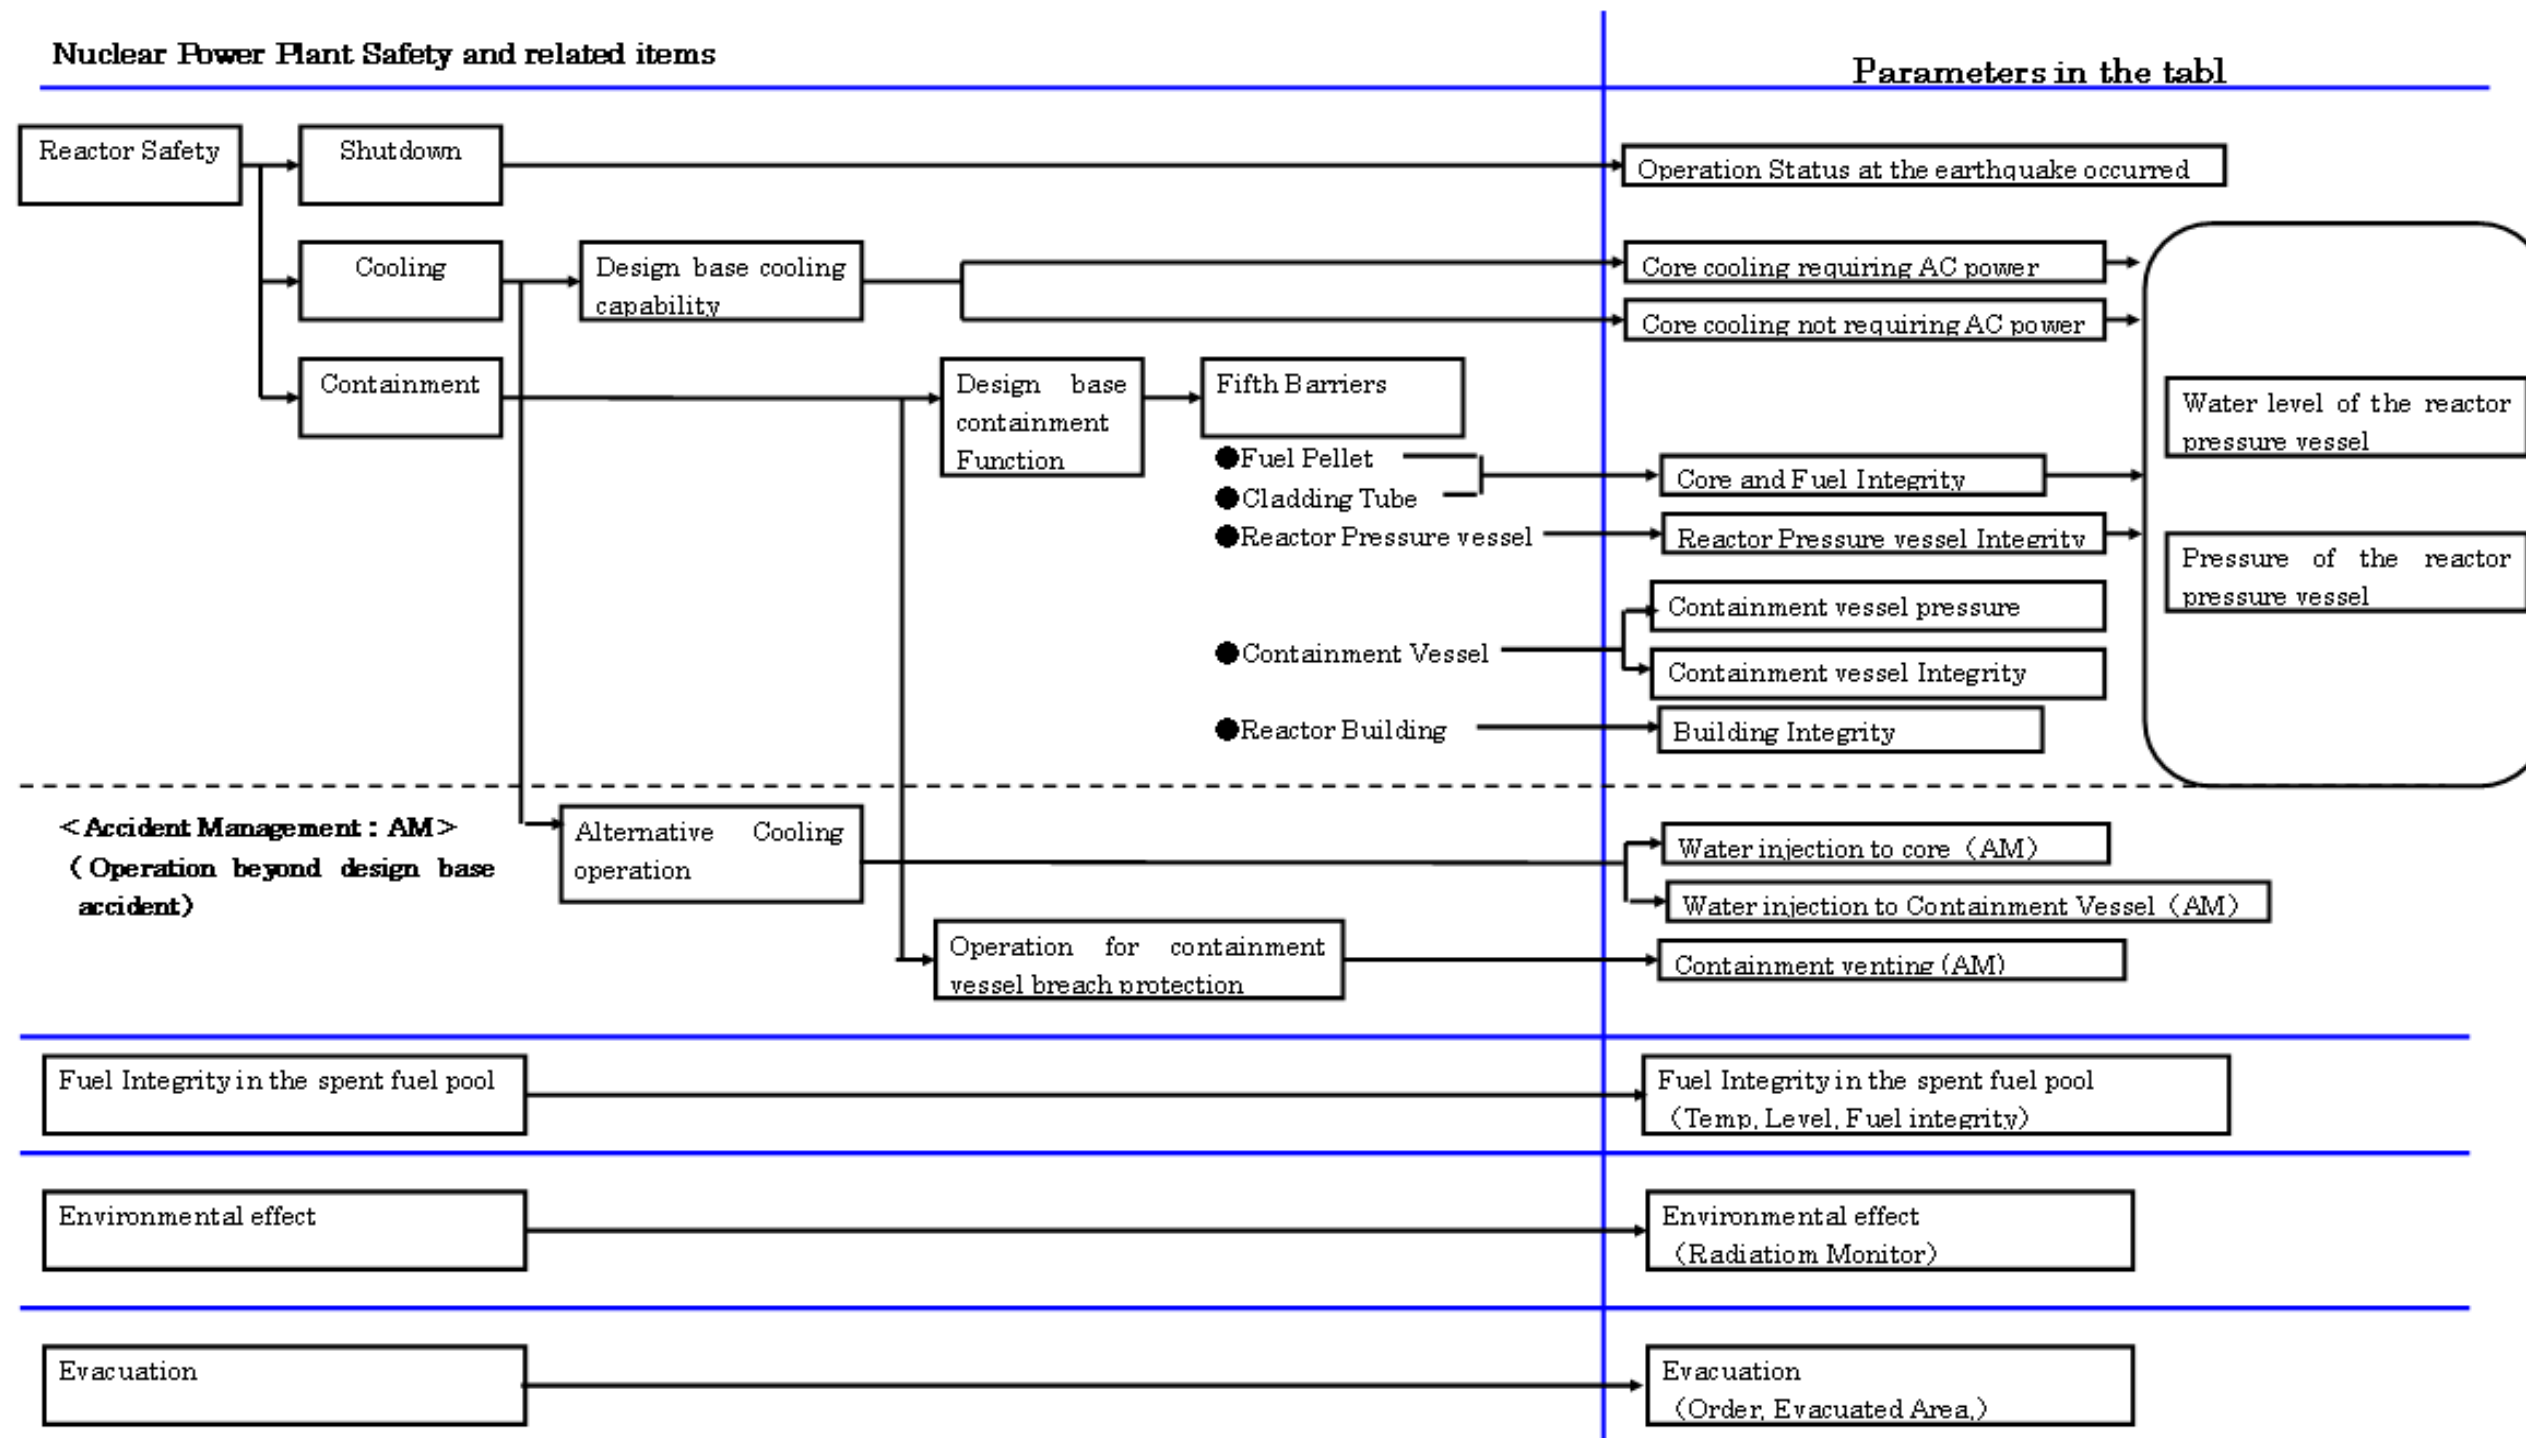 Nuclear Power Plant Safety and related items
Parameters in the tabl
Reactor Safety
Shutdown
Operation Status at the earthquake occurred
Cooling
Design base cooling
capability
Core cooling requiring AC power
Core cooling not requiring AC power
Containment
Design base
containment
Function
Fifth Barriers
●Fuel Pellet
●Cladding Tube
●Reactor Pressure vessel
●Containment Vessel
●Reactor Building
Core and Fuel Integrity
Reactor Pressure vessel Integrity
Containment vessel pressure
Containment vessel Integrity
Building Integrity
Water level of the reactor
pressure vessel
Pressure of the reactor
pressure vessel
<Accident Management : AM>
(Operation beyond design base
accident)
Alternative Cooling
operation
Water injection to core (AM)
Water injection to Containment Vessel (AM)
Operation for containment
vessel breach protection
Containment venting (AM)
Fuel Integrity in the spent fuel pool
Fuel Integrity in the spent fuel pool
(Temp, Level, Fuel integrity)
Environmental effect
Environmental effect
(Radiatiom Monitor)
Evacuation
Evacuation
(Order, Evacuated Area,)